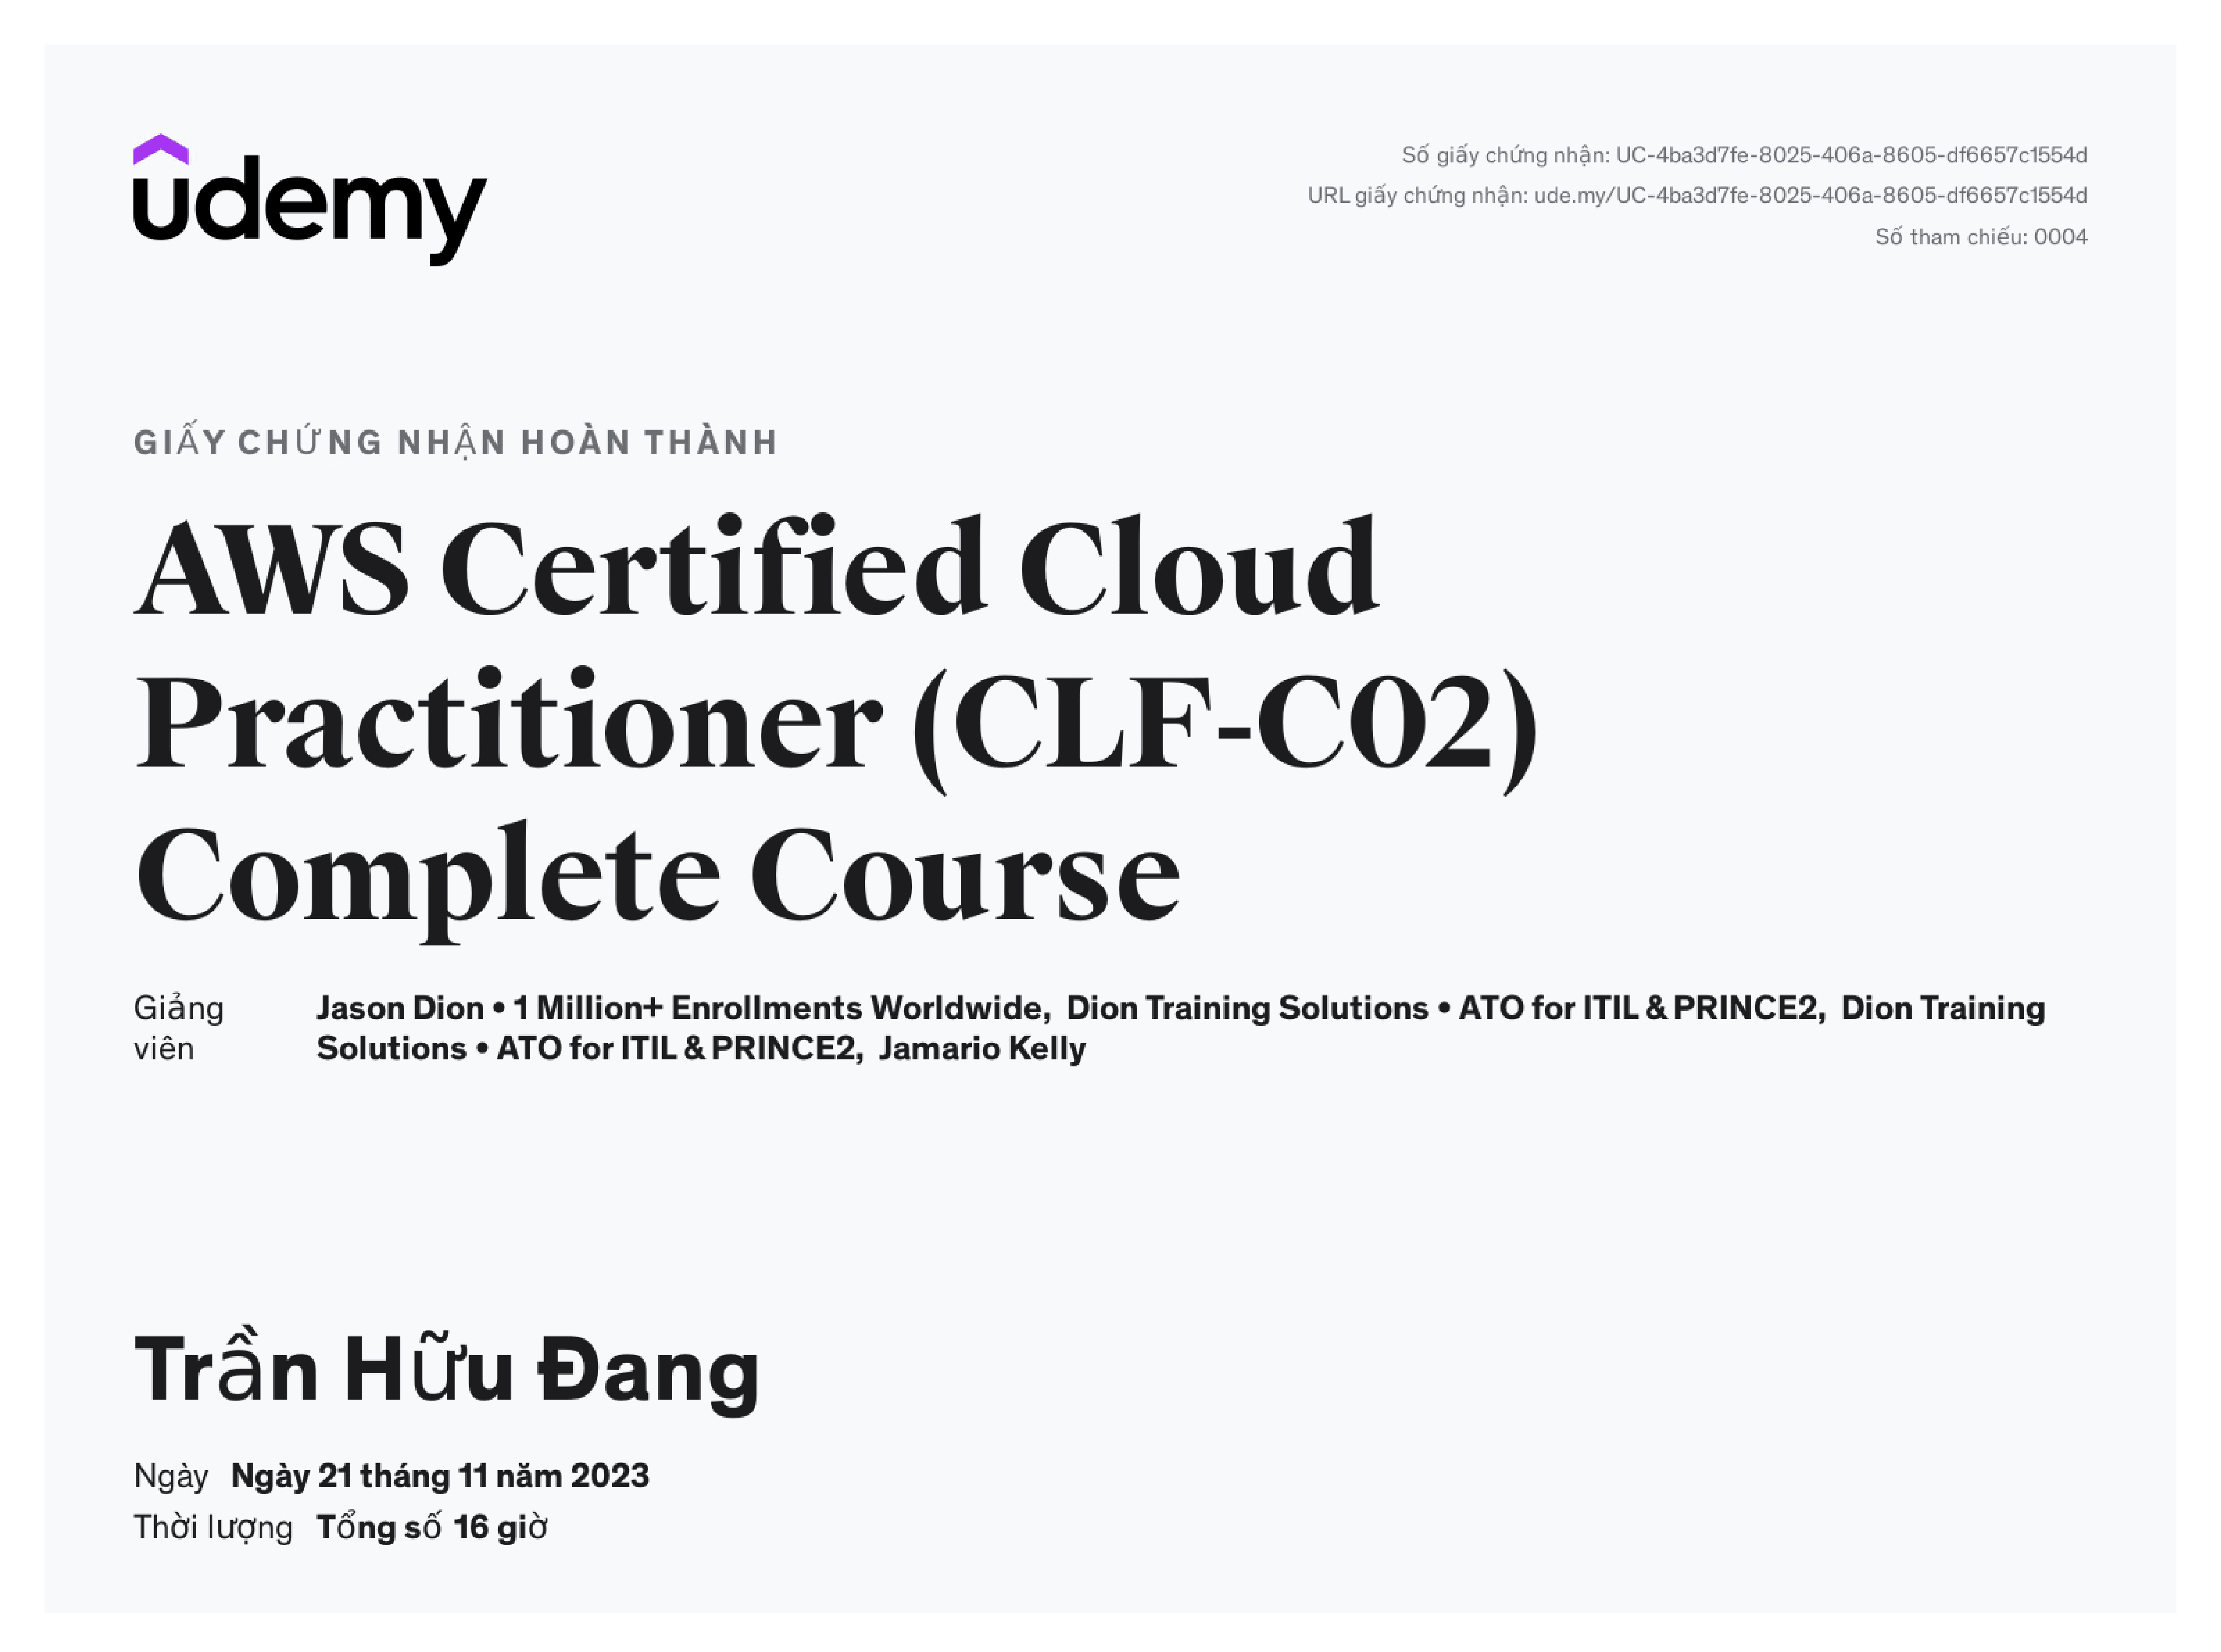 udemy
Số giấy chứng nhận: UC-4ba3d7fe-8025-406a-8605-df6657c1554d
URL giấy chứng nhận: ude.my/UC-4ba3d7fe-8025-406a-8605-df6657c1554d
Số tham chiếu: 0004
GIẤY CHỨNG NHẬN HOÀN THÀNH
AWS Certified Cloud
Practitioner (CLF-C02)
Complete Course
Giảng viên
Jason Dion • 1 Million+ Enrollments Worldwide, Dion Training Solutions • ATO for ITIL & PRINCE2, Dion Training
Solutions • ATO for ITIL & PRINCE2, Jamario Kelly
Trần Hữu Đang
Ngày Ngày 21 tháng 11 năm 2023
Thời lượng Tổng số 16 giờ